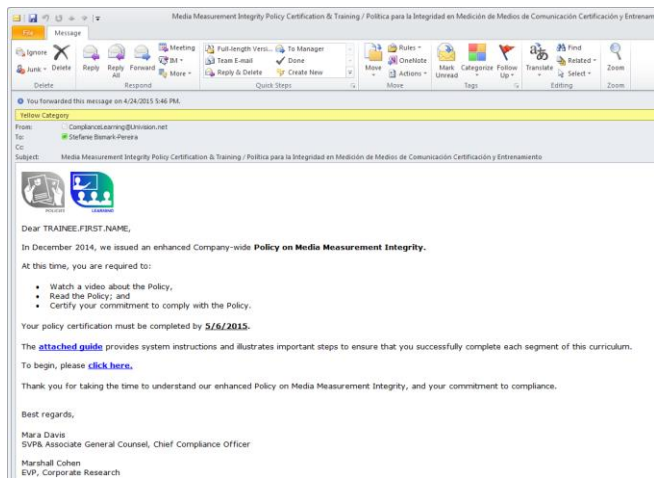 Media Measurement Integrity Policy Certification & Training / Política para la Integridad en Medición de Medios de Comunicación Certificación y Entrenam
File Message
Ignore
Junk
Delete
Reply
Reply All
Forward
Meeting
IM
More
Full-length Versi...
To Manager
Team E-mail
Done
Reply & Delete
Create New
Move
Rules
OneNote
Actions
Mark Unread
Categorize
Follow Up
Translate
Find
Related
Select
Zoom
Delete Respond Quick Steps Move Tags Editing Zoom
You forwarded this message on 4/24/2015 5:46 PM.
Yellow Category
From: ComplianceLearning@Univision.net
To: Stefanie Bismark-Pereira
Cc
Subject: Media Measurement Integrity Policy Certification & Training / Política para la Integridad en Medición de Medios de Comunicación Certificación y Entrenamiento
POLICIES LEARNING
Dear TRAINEE.FIRST.NAME,
In December 2014, we issued an enhanced Company-wide Policy on Media Measurement Integrity.
At this time, you are required to:
• Watch a video about the Policy,
• Read the Policy; and
• Certify your commitment to comply with the Policy.
Your policy certification must be completed by 5/6/2015.
The attached guide provides system instructions and illustrates important steps to ensure that you successfully complete each segment of this curriculum.
To begin, please click here.
Thank you for taking the time to understand our enhanced Policy on Media Measurement Integrity, and your commitment to compliance.
Best regards,
Mara Davis
SVP& Associate General Counsel, Chief Compliance Officer
Marshall Cohen
EVP, Corporate Research